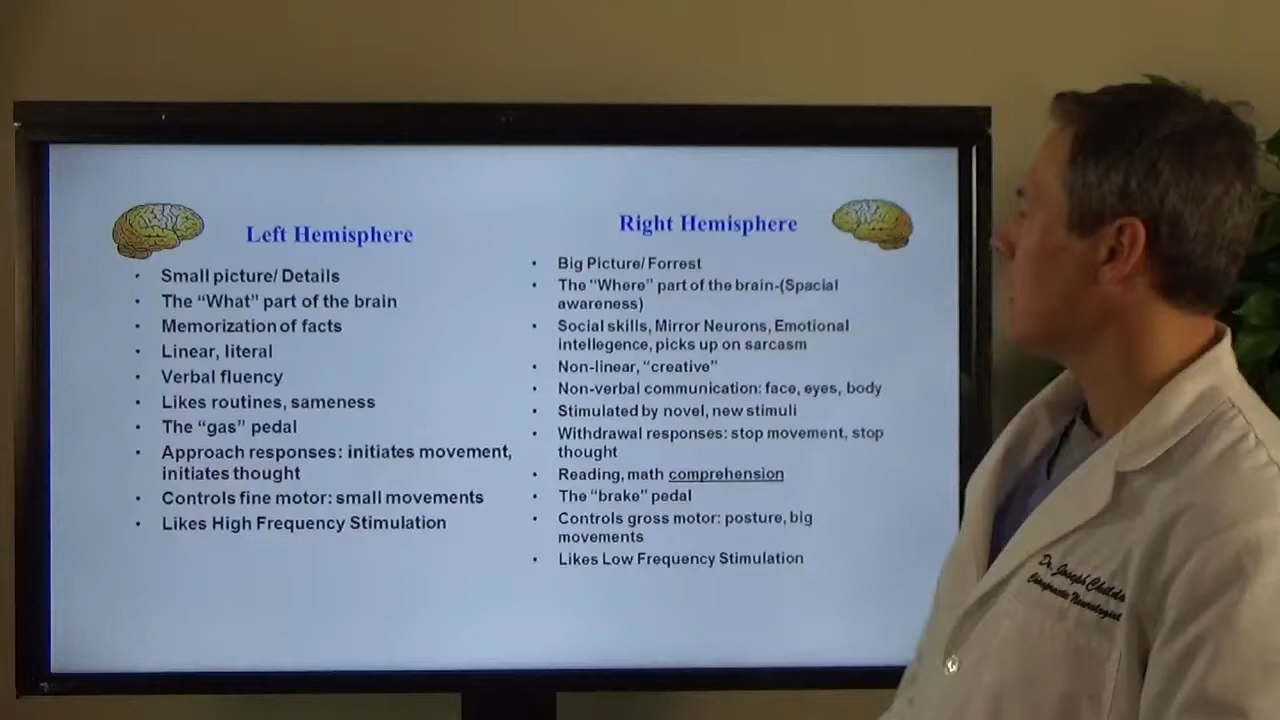 Left Hemisphere
Small picture/ Details
The “What” part of the brain
Memorization of facts
Linear, literal
Verbal fluency
Likes routines, sameness
The “gas” pedal
Approach responses: initiates movement,
initiates thought
Controls fine motor: small movements
Likes High Frequency Stimulation
Right Hemisphere
Big Picture/ Forrest
The “Where” part of the brain-(Spacial
awareness)
Social skills, Mirror Neurons, Emotional
intellegence, picks up on sarcasm
Non-linear, “creative”
Non-verbal communication: face, eyes, body
Stimulated by novel, new stimuli
Withdrawal responses: stop movement, stop
thought
Reading, math comprehension
The “brake” pedal
Controls gross motor: posture, big
movements
Likes Low Frequency Stimulation
Dr. Joseph Childs
Chiropractic Neurologist